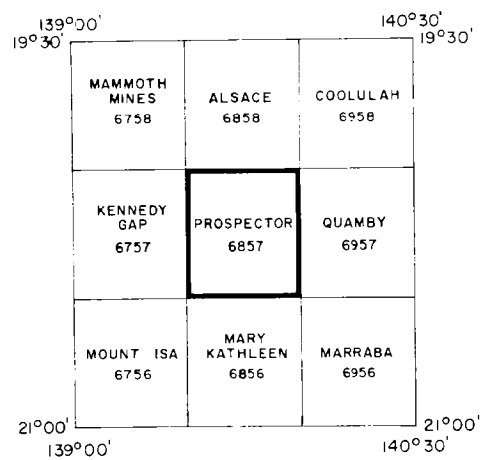 139°00' 140°30'
19°30' 19°30'
MAMMOTH
MINES
6758
ALSACE
6858
COOLULAH
6958
KENNEDY
GAP
6757
PROSPECTOR
6857
QUAMBY
6957
MOUNT ISA
6756
MARY
KATHLEEN
6856
MARRABA
6956
21°00' 21°00'
139°00' 140°30'